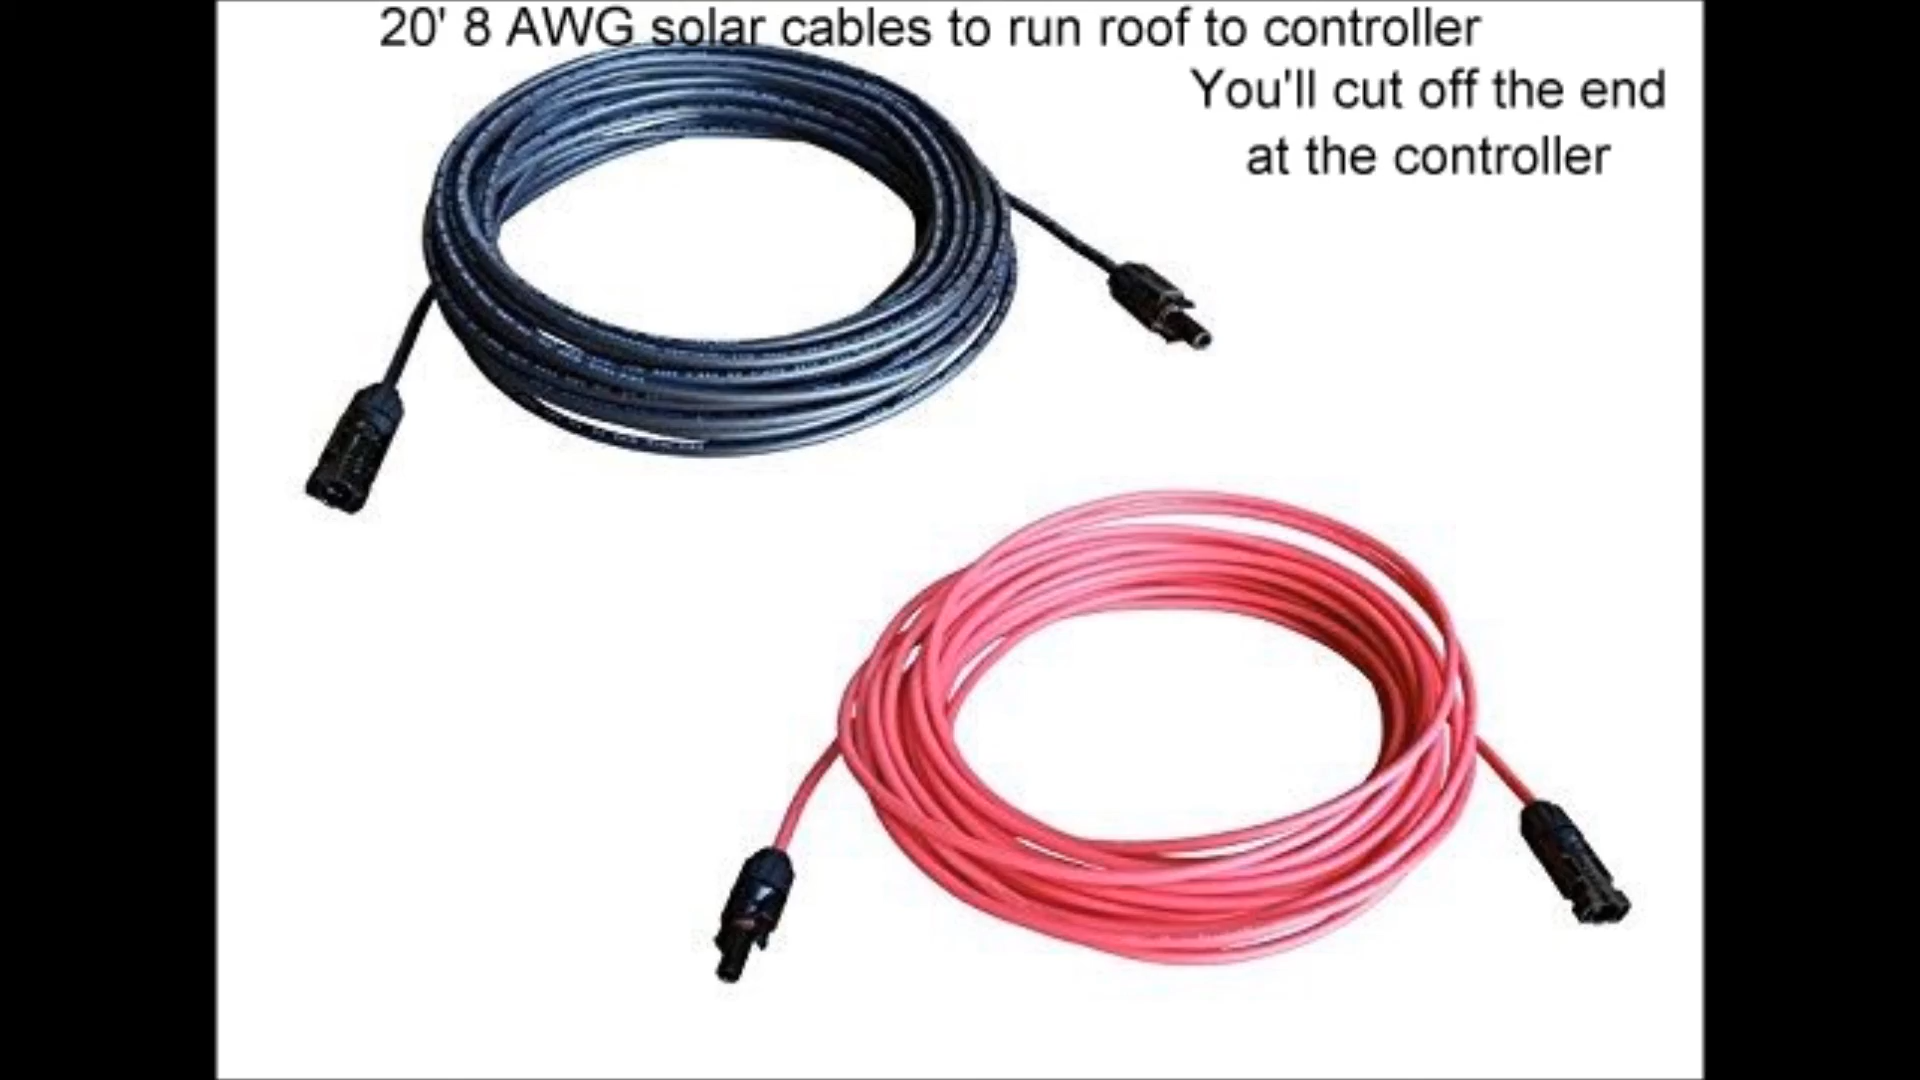 20' 8 AWG solar cables to run roof to controller
You'll cut off the end
at the controller